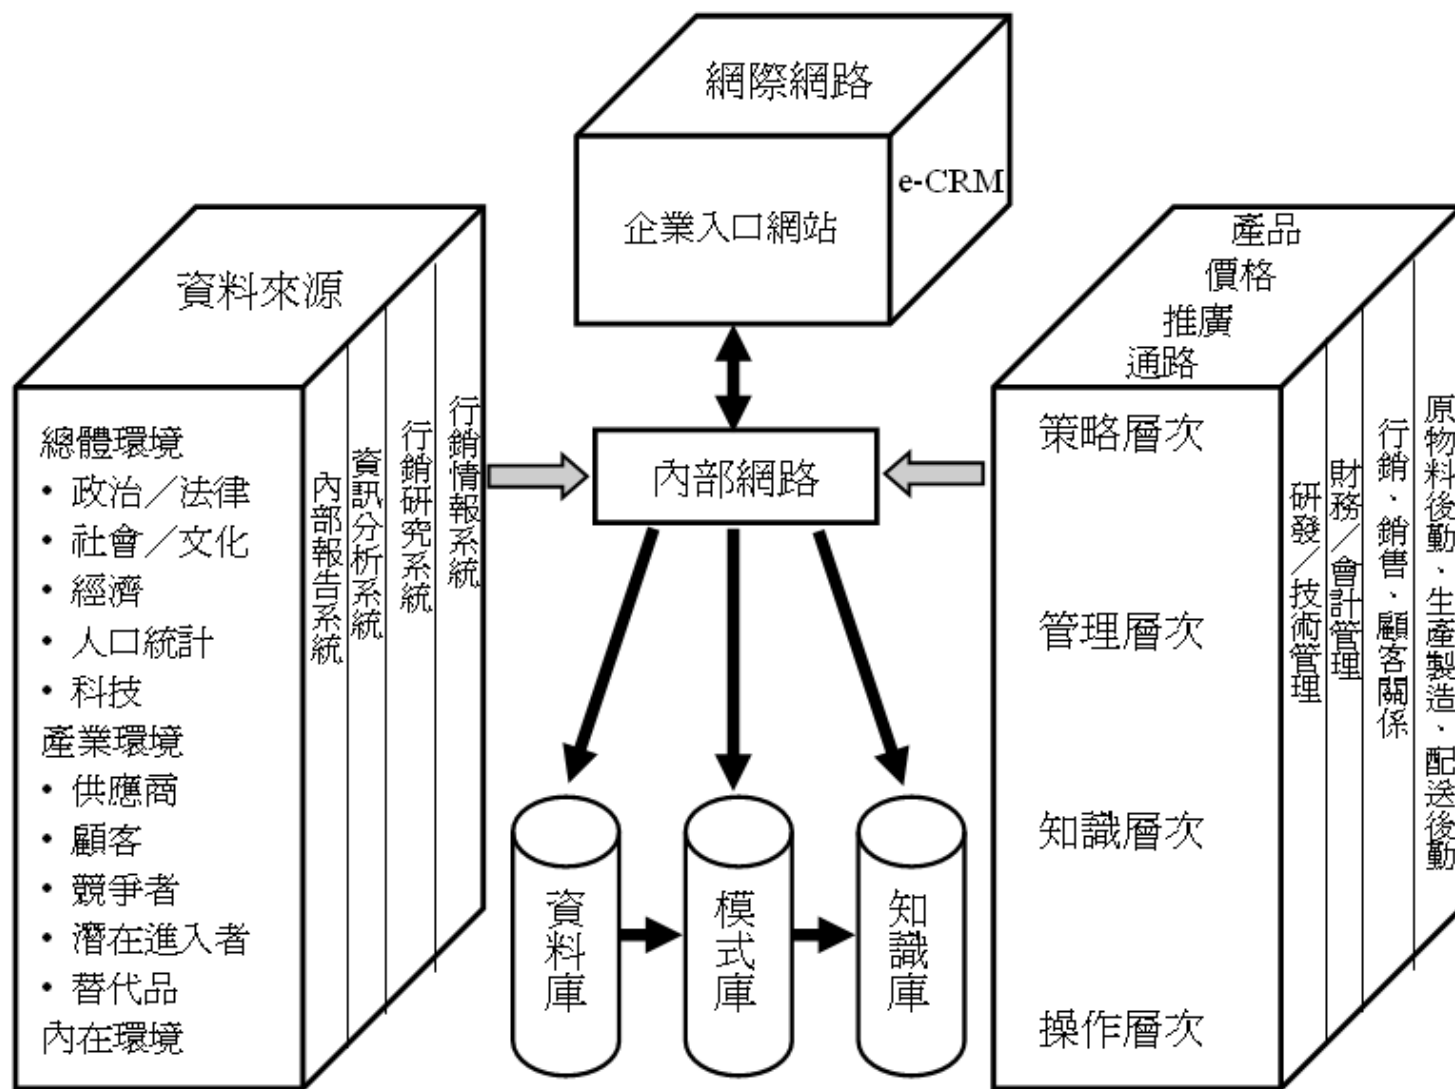 網際網路
企業入口網站
e-CRM
資料來源
總體環境
• 政治／法律
• 社會／文化
• 經濟
• 人口統計
• 科技
產業環境
• 供應商
• 顧客
• 競爭者
• 潛在進入者
• 替代品
內在環境
內部報告系統
資訊分析系統
行銷研究系統
行銷情報系統
內部網路
資料庫
模式庫
知識庫
產品
價格
推廣
通路
策略層次
管理層次
知識層次
操作層次
研發／技術管理
財務／會計管理
行銷、銷售、顧客關係
原物料後勤、生產製造、配送後勤